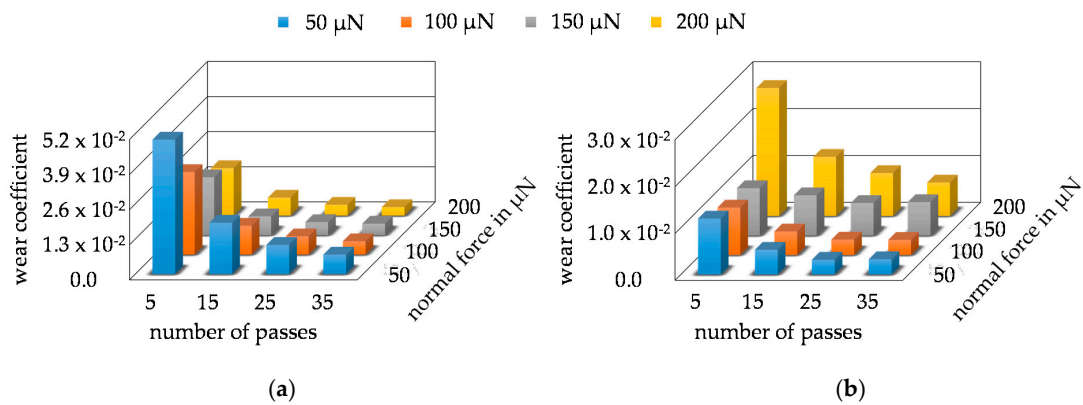 50 µN 100 µN 150 µN 200 µN
wear coefficient
5.2 x 10-2
3.9 x 10-2
2.6 x 10-2
1.3 x 10-2
0.0
5 15 25 35
number of passes
50
100
150
200
normal force in µN
(a)
wear coefficient
3.0 x 10-2
2.0 x 10-2
1.0 x 10-2
0.0
5 15 25 35
number of passes
50
100
150
200
normal force in µN
(b)